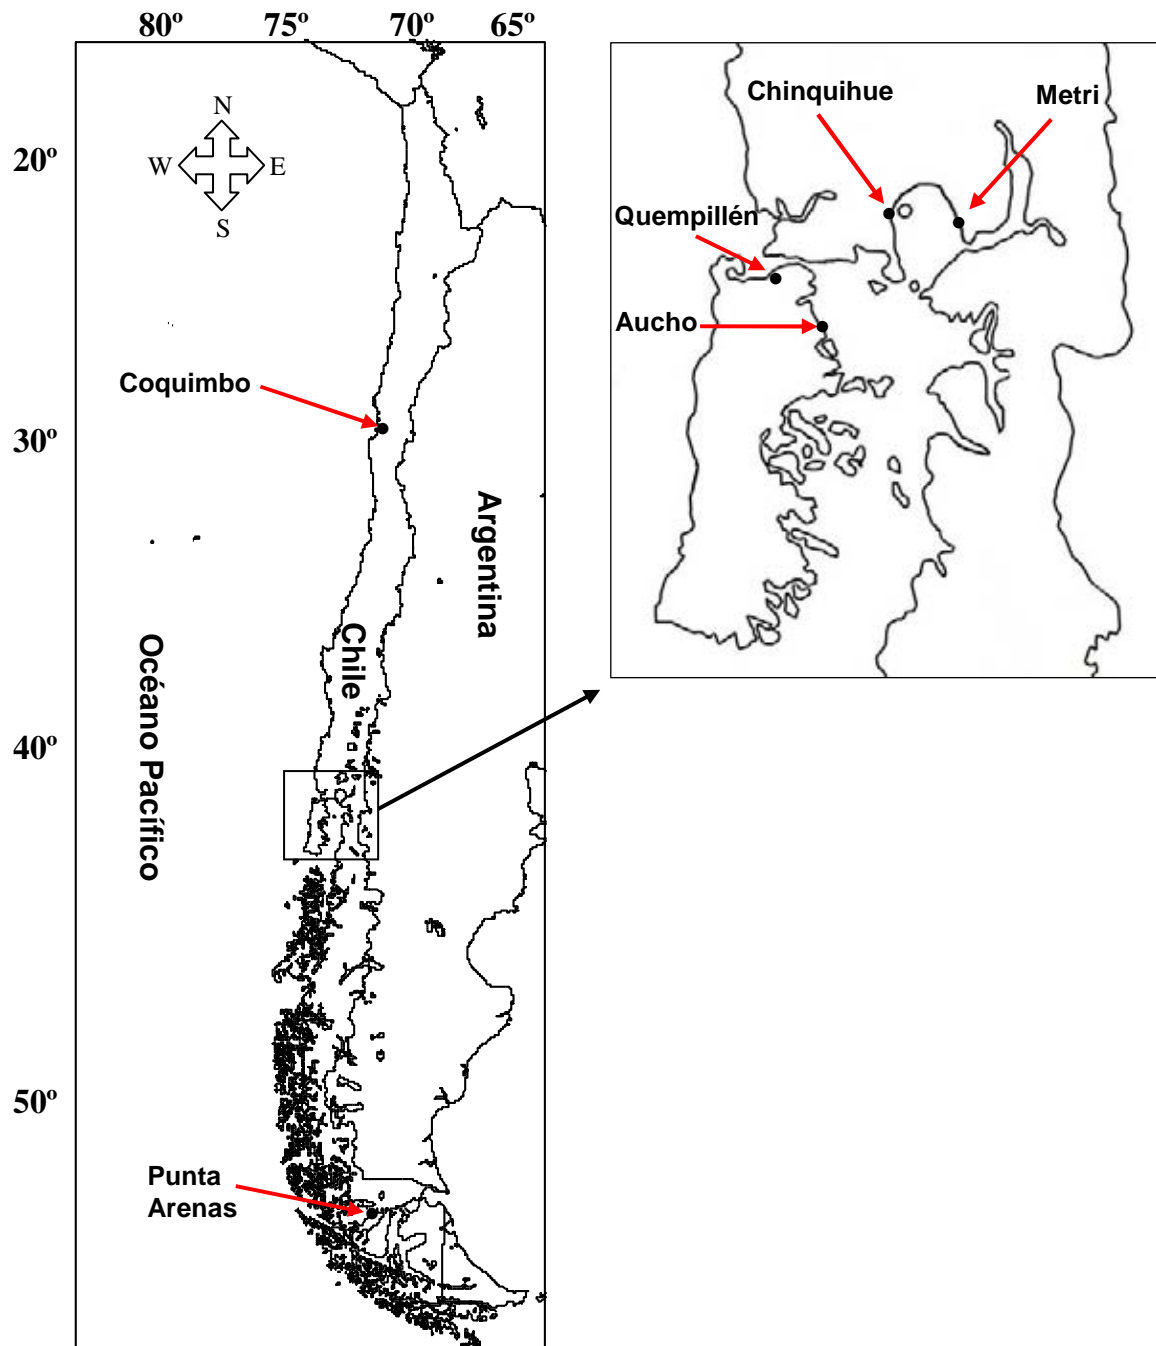 80º 75º 70º 65º
N
W E
S
20º
30º
40º
50º
Coquimbo
Argentina
Chile
Océano Pacífico
Punta
Arenas
Chinquihue
Metri
Quempillén
Aucho